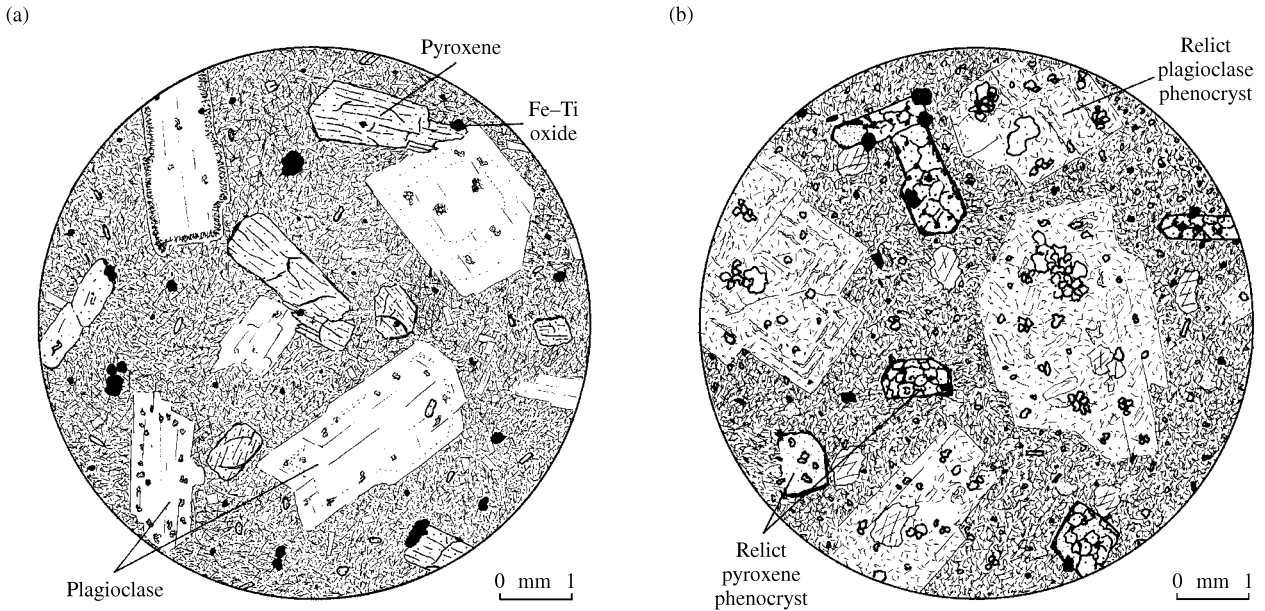 (a)
Pyroxene
Fe–Ti
oxide
Plagioclase
0 mm 1
(b)
Relict
plagioclase
phenocryst
Relict
pyroxene
phenocryst
0 mm 1